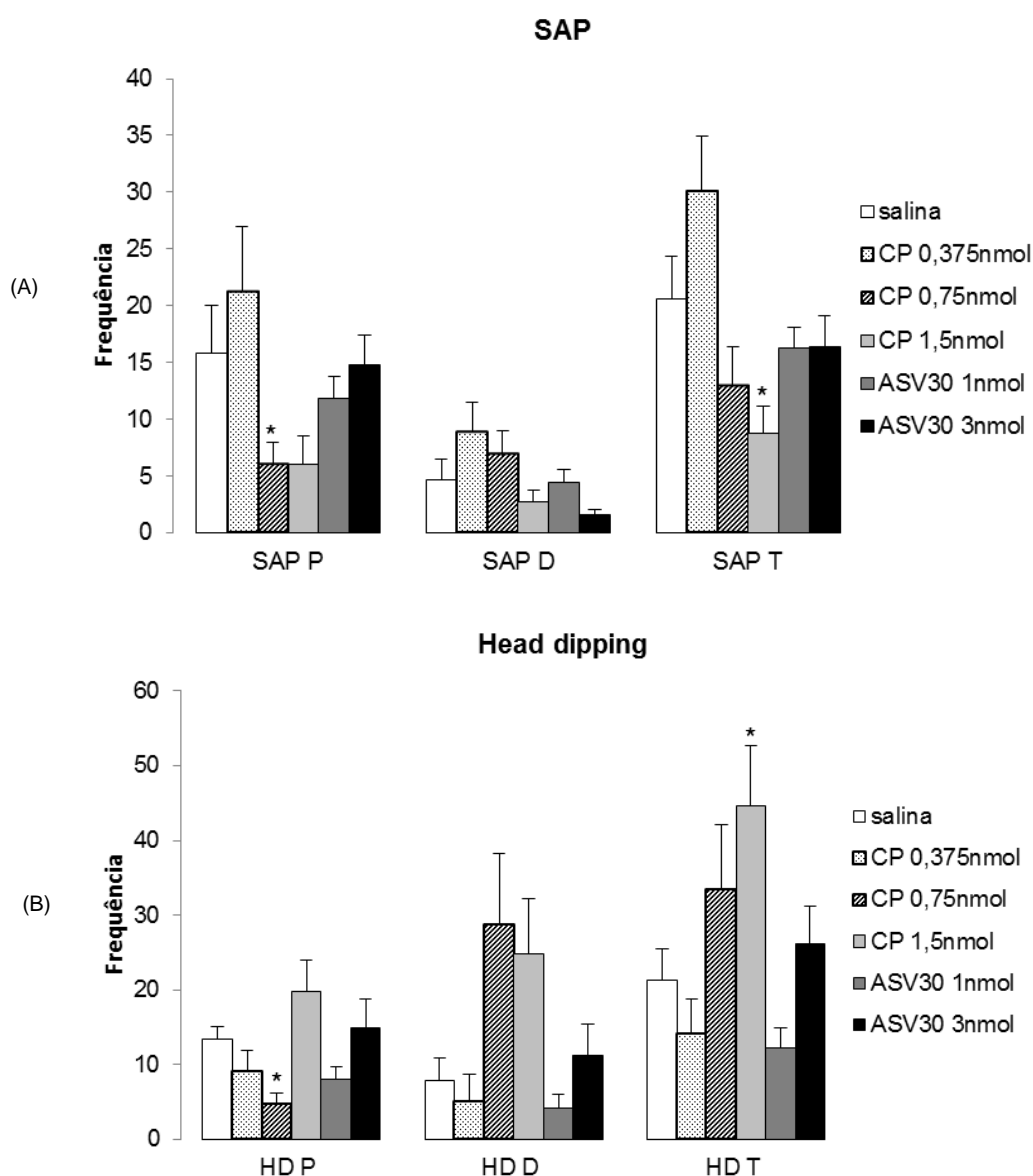 SAP
40
35
30
25
20
15
10
5
0
Frequência
(A)
*
*
SAP P
SAP D
SAP T
salina
CP 0,375nmol
CP 0,75nmol
CP 1,5nmol
ASV30 1nmol
ASV30 3nmol
Head dipping
60
50
40
30
20
10
0
Frequência
(B)
*
*
HD P
HD D
HD T
salina
CP 0,375nmol
CP 0,75nmol
CP 1,5nmol
ASV30 1nmol
ASV30 3nmol